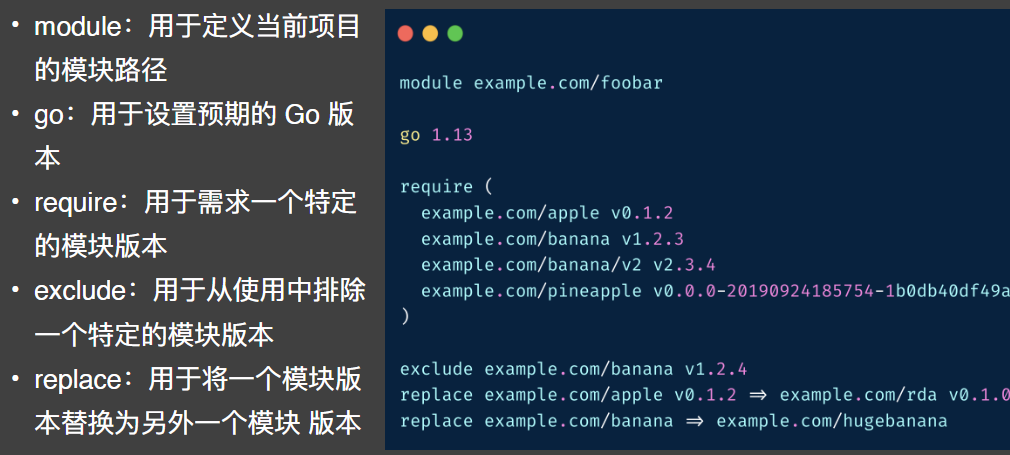 • module：用于定义当前项目
的模块路径
• go：用于设置预期的 Go 版
本
• require：用于需求一个特定
的模块版本
• exclude：用于从使用中排除
一个特定的模块版本
• replace：用于将一个模块版
本替换为另外一个模块 版本
module example.com/foobar
go 1.13
require (
example.com/apple v0.1.2
example.com/banana v1.2.3
example.com/banana/v2 v2.3.4
example.com/pineapple v0.0.0-20190924185754-1b0db40df49a
)
exclude example.com/banana v1.2.4
replace example.com/apple v0.1.2 => example.com/rda v0.1.0
replace example.com/banana => example.com/hugebanana